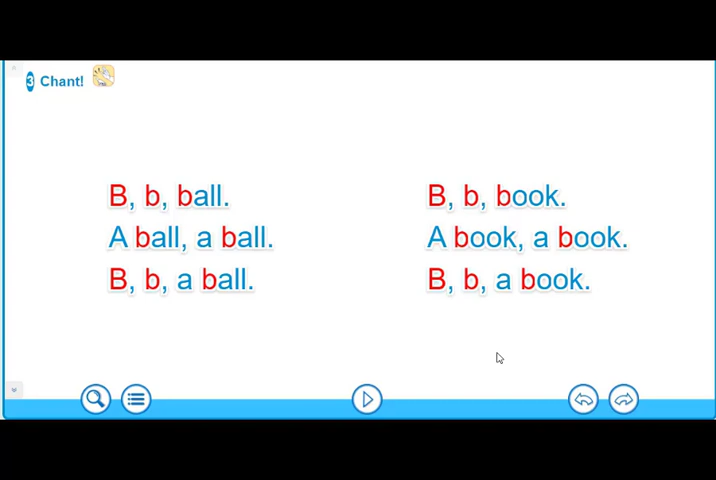 3 Chant!
B, b, ball.
A ball, a ball.
B, b, a ball.
B, b, book.
A book, a book.
B, b, a book.